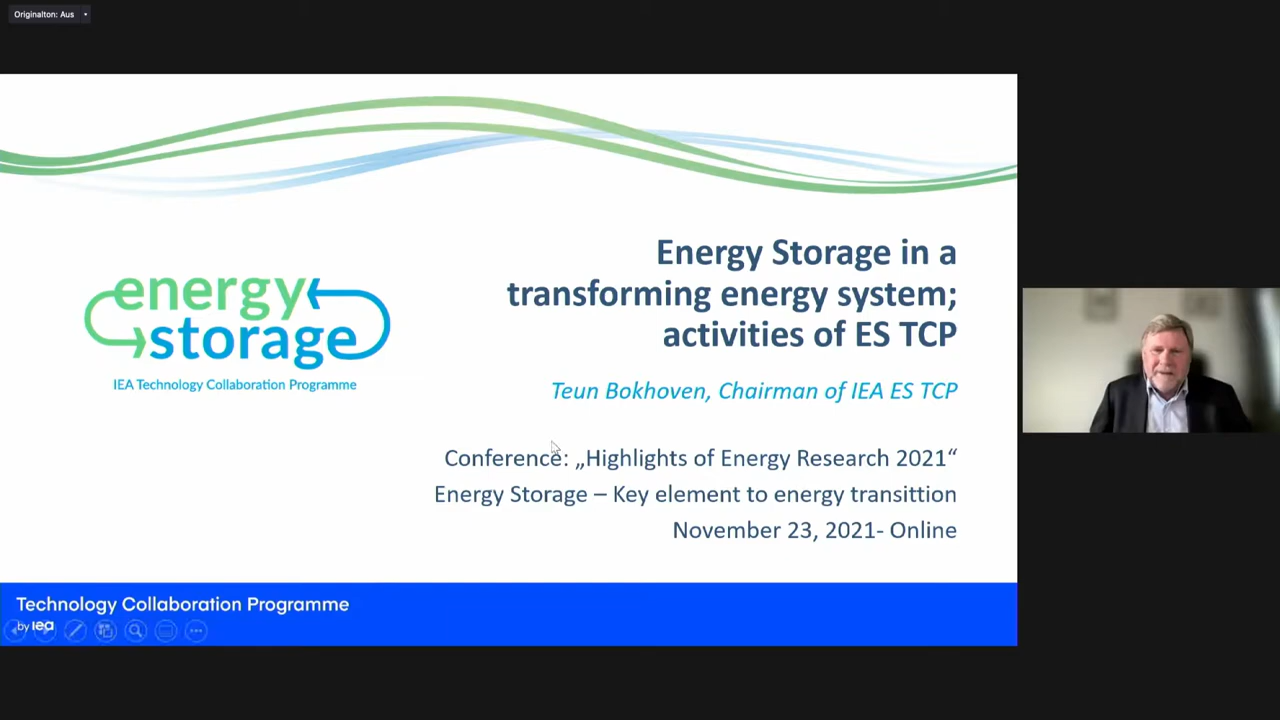 Originalton: Aus
energy
storage
IEA Technology Collaboration Programme
Energy Storage in a
transforming energy system;
activities of ES TCP
Teun Bokhoven, Chairman of IEA ES TCP
Conference: „Highlights of Energy Research 2021“
Energy Storage – Key element to energy transittion
November 23, 2021- Online
Technology Collaboration Programme
by iea